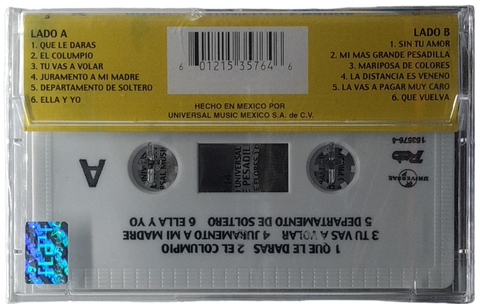 LADO A
1. QUE LE DARAS
2. EL COLUMPIO
3. TU VAS A VOLAR
4. JURAMENTO A MI MADRE
5. DEPARTAMENTO DE SOLTERO
6. ELLA Y YO
6 01215 35764 6
HECHO EN MEXICO POR
UNIVERSAL MUSIC MEXICO S.A. de C.V.
LADO B
1. SIN TU AMOR
2. MI MAS GRANDE PESADILLA
3. MARIPOSA DE COLORES
4. LA DISTANCIA ES VENENO
5. LA VAS A PAGAR MUY CARO
6. QUE VUELVA
A
UNIVERSAL
153576-4
1 QUE LE DARAS 2 EL COLUMPIO
3 TU VAS A VOLAR 4 JURAMENTO A MI MADRE
5 DEPARTAMENTO DE SOLTERO 6 ELLA Y YO